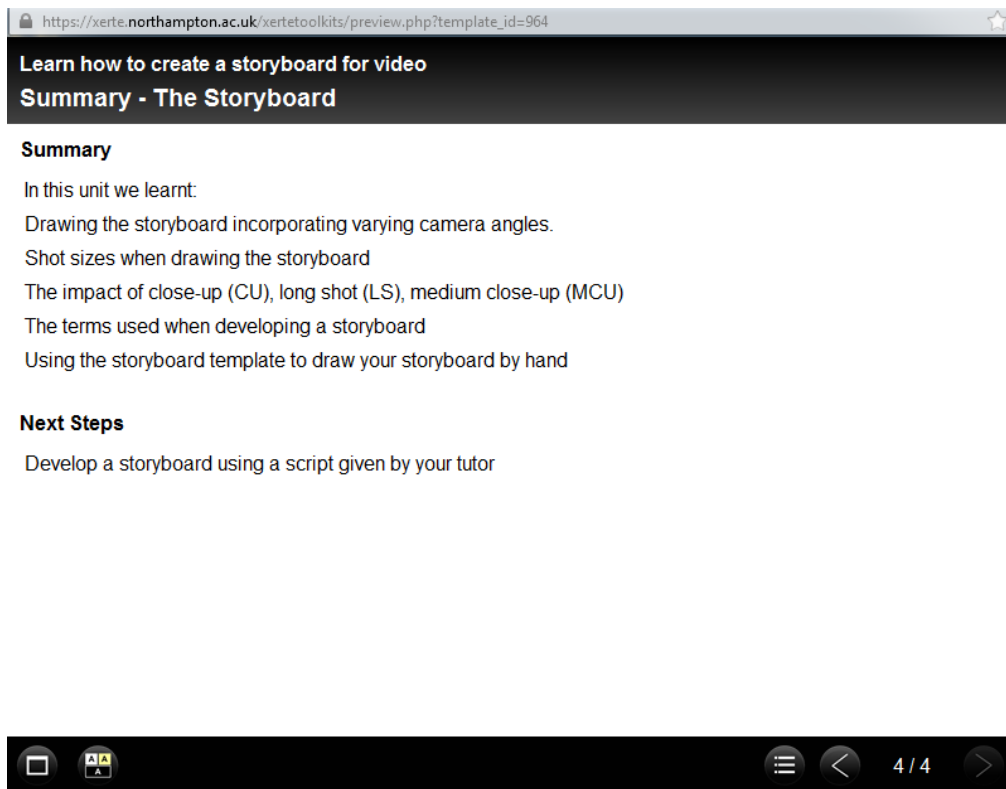 https://xerte.northampton.ac.uk/xertetoolkits/preview.php?template_id=964
Learn how to create a storyboard for video
Summary - The Storyboard
Summary
In this unit we learnt:
Drawing the storyboard incorporating varying camera angles.
Shot sizes when drawing the storyboard
The impact of close-up (CU), long shot (LS), medium close-up (MCU)
The terms used when developing a storyboard
Using the storyboard template to draw your storyboard by hand
Next Steps
Develop a storyboard using a script given by your tutor
A A
A
4 / 4